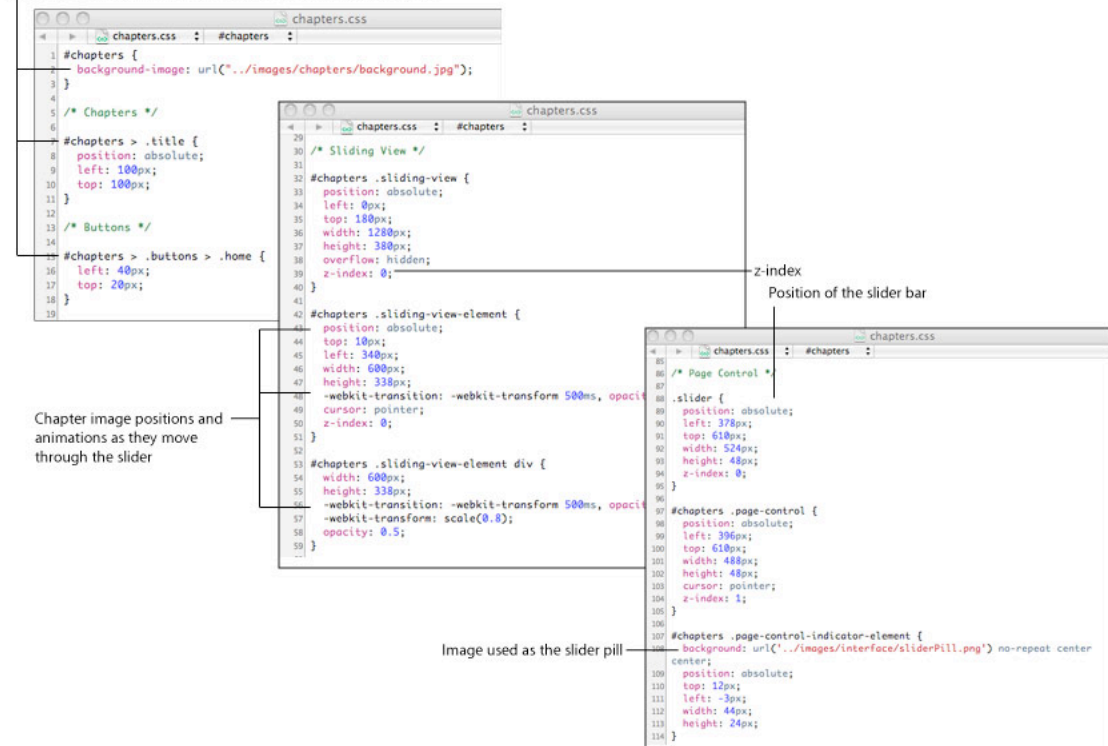 chapters.css
chapters.css #chapters
1 #chapters {
2 background-image: url("../images/chapters/background.jpg");
3 }
4
5 /* Chapters */
6
7 #chapters > .title {
8 position: absolute;
9 left: 100px;
10 top: 100px;
11 }
12
13 /* Buttons */
14
15 #chapters > .buttons > .home {
16 left: 40px;
17 top: 20px;
18 }
19
chapters.css
chapters.css #chapters
29
30 /* Sliding View */
31
32 #chapters .sliding-view {
33 position: absolute;
34 left: 0px;
35 top: 180px;
36 width: 1280px;
37 height: 380px;
38 overflow: hidden;
39 z-index: 0;
40 }
41
42 #chapters .sliding-view-element {
43 position: absolute;
44 top: 10px;
45 left: 340px;
46 width: 600px;
47 height: 338px;
48 -webkit-transition: -webkit-transform 500ms, opacit
49 cursor: pointer;
50 z-index: 0;
51 }
52
53 #chapters .sliding-view-element div {
54 width: 600px;
55 height: 338px;
56 -webkit-transition: -webkit-transform 500ms, opacit
57 -webkit-transform: scale(0.8);
58 opacity: 0.5;
59 }
z-index
Position of the slider bar
Chapter image positions and
animations as they move
through the slider
chapters.css
chapters.css #chapters
85
86 /* Page Control */
87
88 .slider {
89 position: absolute;
90 left: 378px;
91 top: 610px;
92 width: 524px;
93 height: 48px;
94 z-index: 0;
95 }
96
97 #chapters .page-control {
98 position: absolute;
99 left: 396px;
100 top: 610px;
101 width: 488px;
102 height: 48px;
103 cursor: pointer;
104 z-index: 1;
105 }
106
107 #chapters .page-control-indicator-element {
108 background: url('../images/interface/sliderPill.png') no-repeat center
center;
109 position: absolute;
110 top: 12px;
111 left: -3px;
112 width: 44px;
113 height: 24px;
114 }
Image used as the slider pill